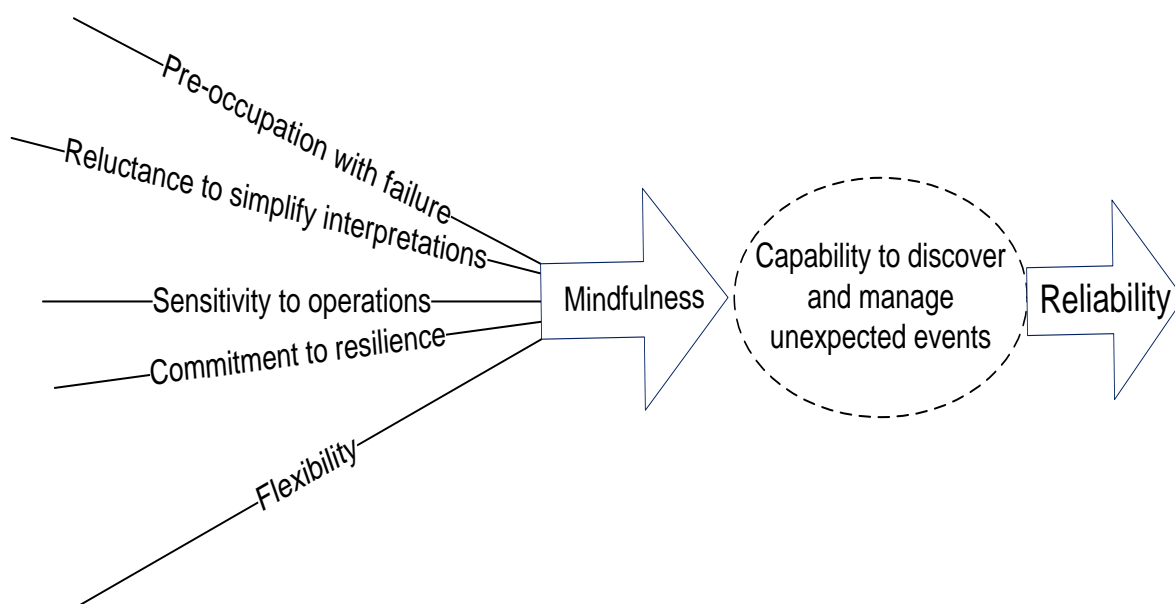 Pre-occupation with failure
Reluctance to simplify interpretations
Sensitivity to operations
Commitment to resilience
Flexibility
Mindfulness
Capability to discover
and manage
unexpected events
Reliability